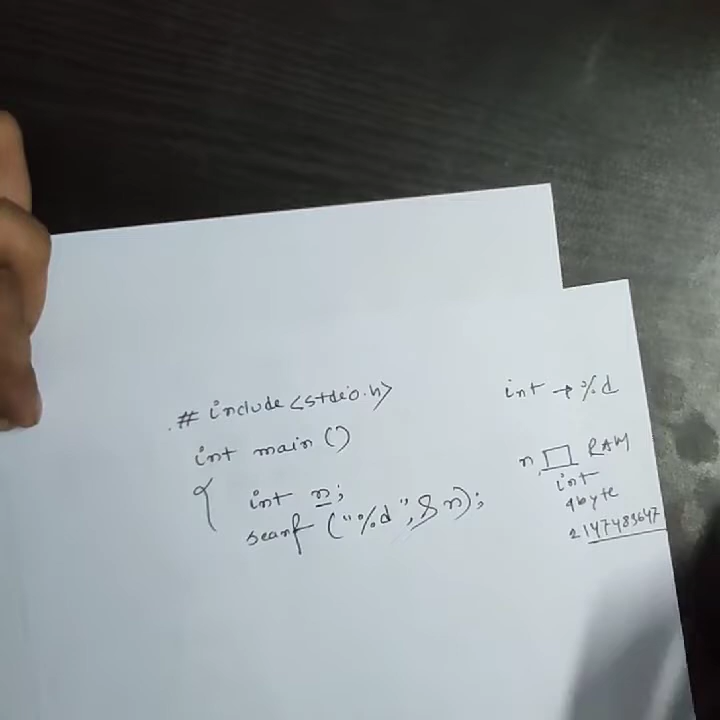 # include <stdio.h>
int main ()
{
int n;
scanf ("%d", &n);
int → %d
n RAM
int
4byte
2147483647